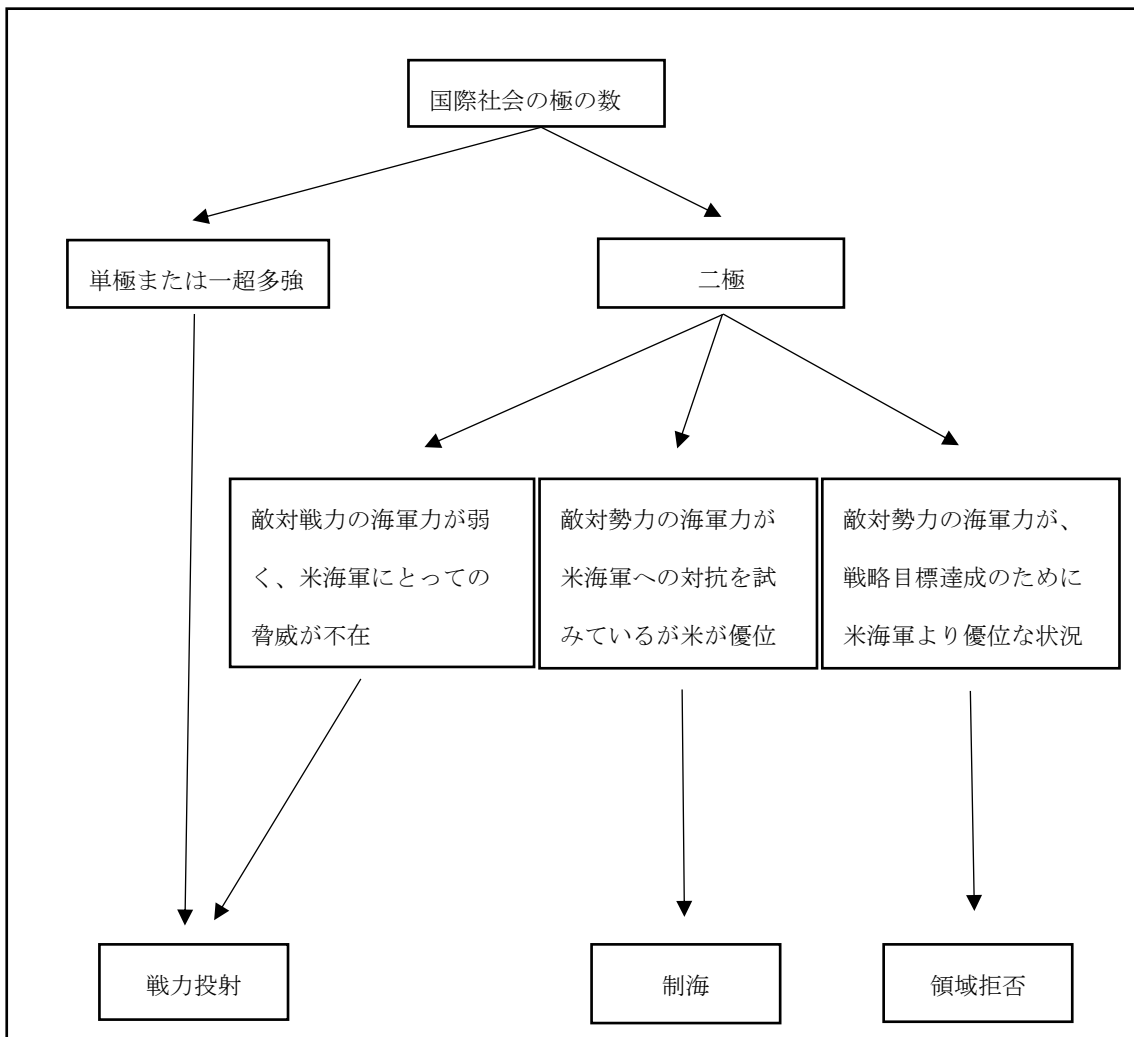 国際社会の極の数
単極または一超多強
二極
敵対戦力の海軍力が弱
く、米海軍にとっての
脅威が不在
敵対勢力の海軍力が
米海軍への対抗を試
みているが米が優位
敵対勢力の海軍力が、
戦略目標達成のために
米海軍より優位な状況
戦力投射
制海
領域拒否